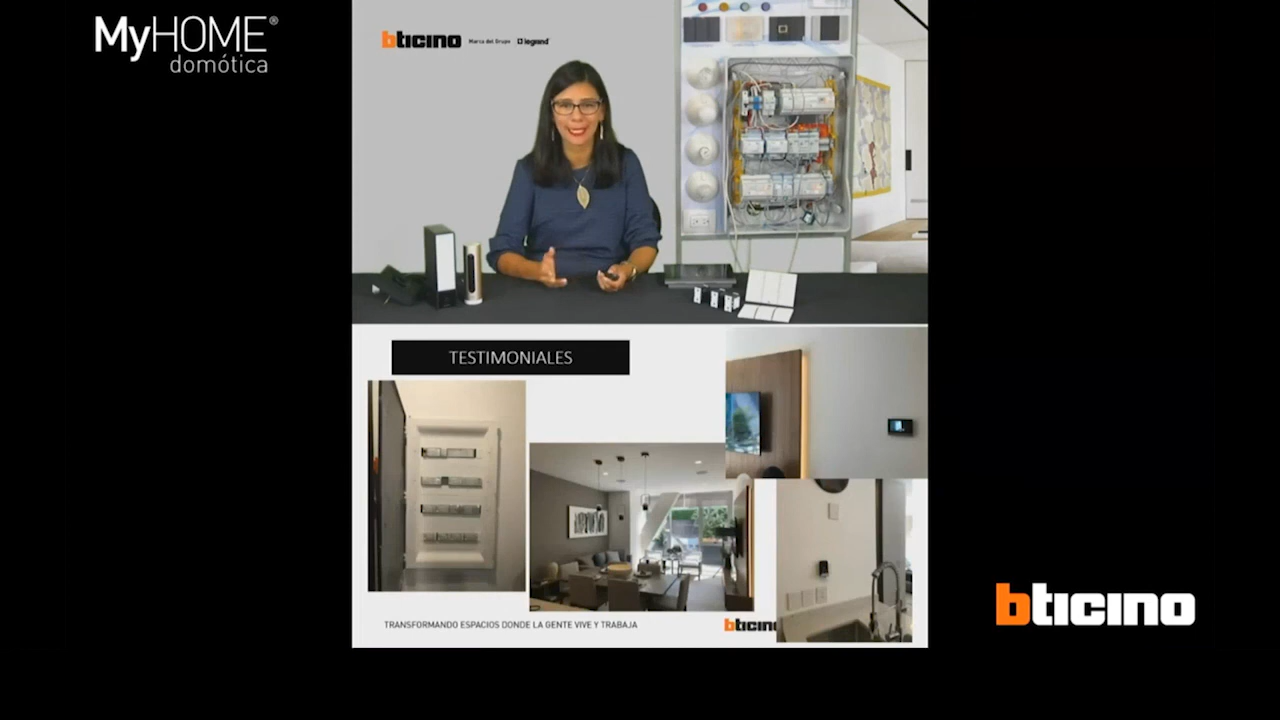 MyHOME®
domótica
bticino Marca del Grupo legrand
TESTIMONIALES
TRANSFORMANDO ESPACIOS DONDE LA GENTE VIVE Y TRABAJA
bticino
bticino